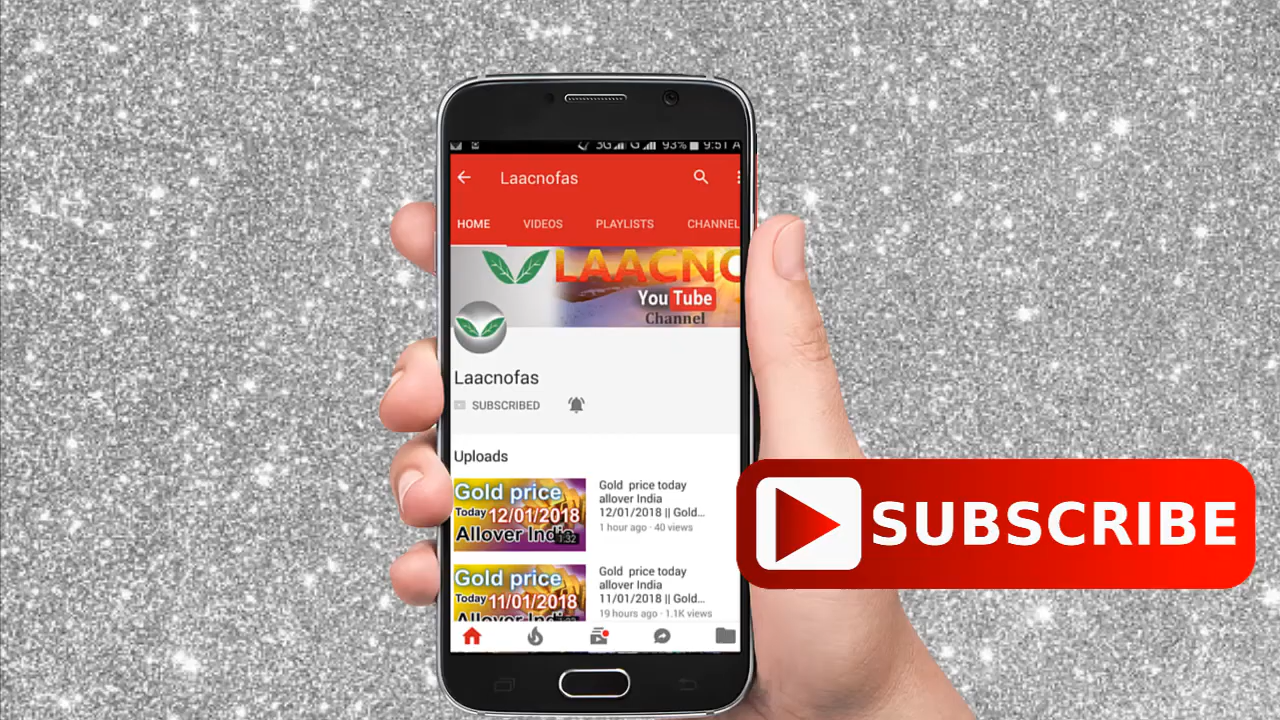 3G G 93% 9:51 A
Laacnofas
HOME VIDEOS PLAYLISTS CHANNEL
LAACNO
YouTube
Channel
Laacnofas
SUBSCRIBED
Uploads
Gold price
Today 12/01/2018
Allover India
1:32
Gold price today
allover India
12/01/2018 || Gold...
1 hour ago · 40 views
Gold price
Today 11/01/2018
Allover India
Gold price today
allover India
11/01/2018 || Gold...
19 hours ago · 1.1K views
SUBSCRIBE